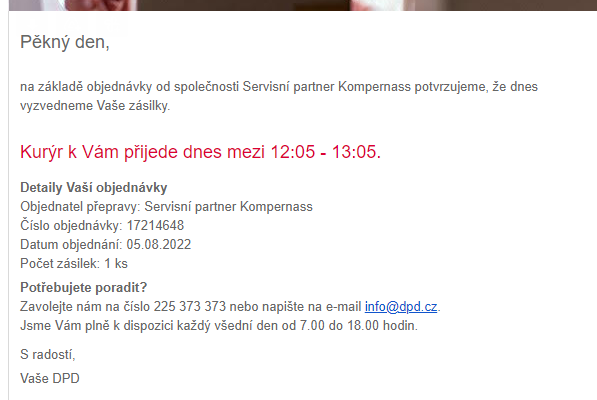 Pěkný den,
na základě objednávky od společnosti Servisní partner Kompernass potvrzujeme, že dnes
vyzvedneme Vaše zásilky.
Kurýr k Vám přijede dnes mezi 12:05 - 13:05.
Detaily Vaší objednávky
Objednatel přepravy: Servisní partner Kompernass
Číslo objednávky: 17214648
Datum objednání: 05.08.2022
Počet zásilek: 1 ks
Potřebujete poradit?
Zavolejte nám na číslo 225 373 373 nebo napište na e-mail info@dpd.cz.
Jsme Vám plně k dispozici každý všední den od 7.00 do 18.00 hodin.
S radostí,
Vaše DPD